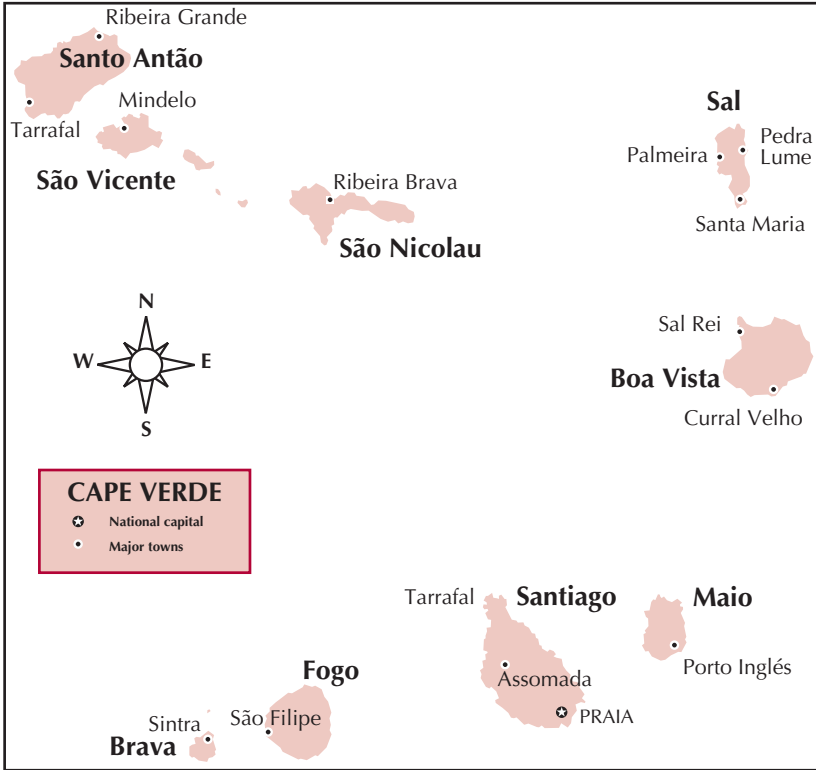 Ribeira Grande
Santo Antão
Mindelo
Tarrafal
São Vicente
Ribeira Brava
São Nicolau
Sal
Pedra
Lume
Palmeira
Santa Maria
N
W
E
S
Sal Rei
Boa Vista
Curral Velho
CAPE VERDE
National capital
Major towns
Tarrafal
Santiago
Maio
Assomada
Porto Inglés
PRAIA
Fogo
São Filipe
Sintra
Brava